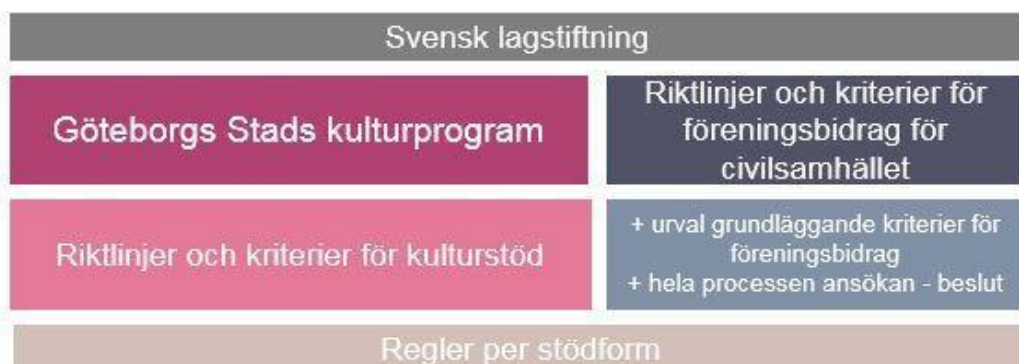 Svensk lagstiftning
Göteborgs Stads kulturprogram
Riktlinjer och kriterier för
föreningsbidrag för
civilsamhället
Riktlinjer och kriterier för kulturstöd
+ urval grundläggande kriterier för
föreningsbidrag
+ hela processen ansökan - beslut
Regler per stödform